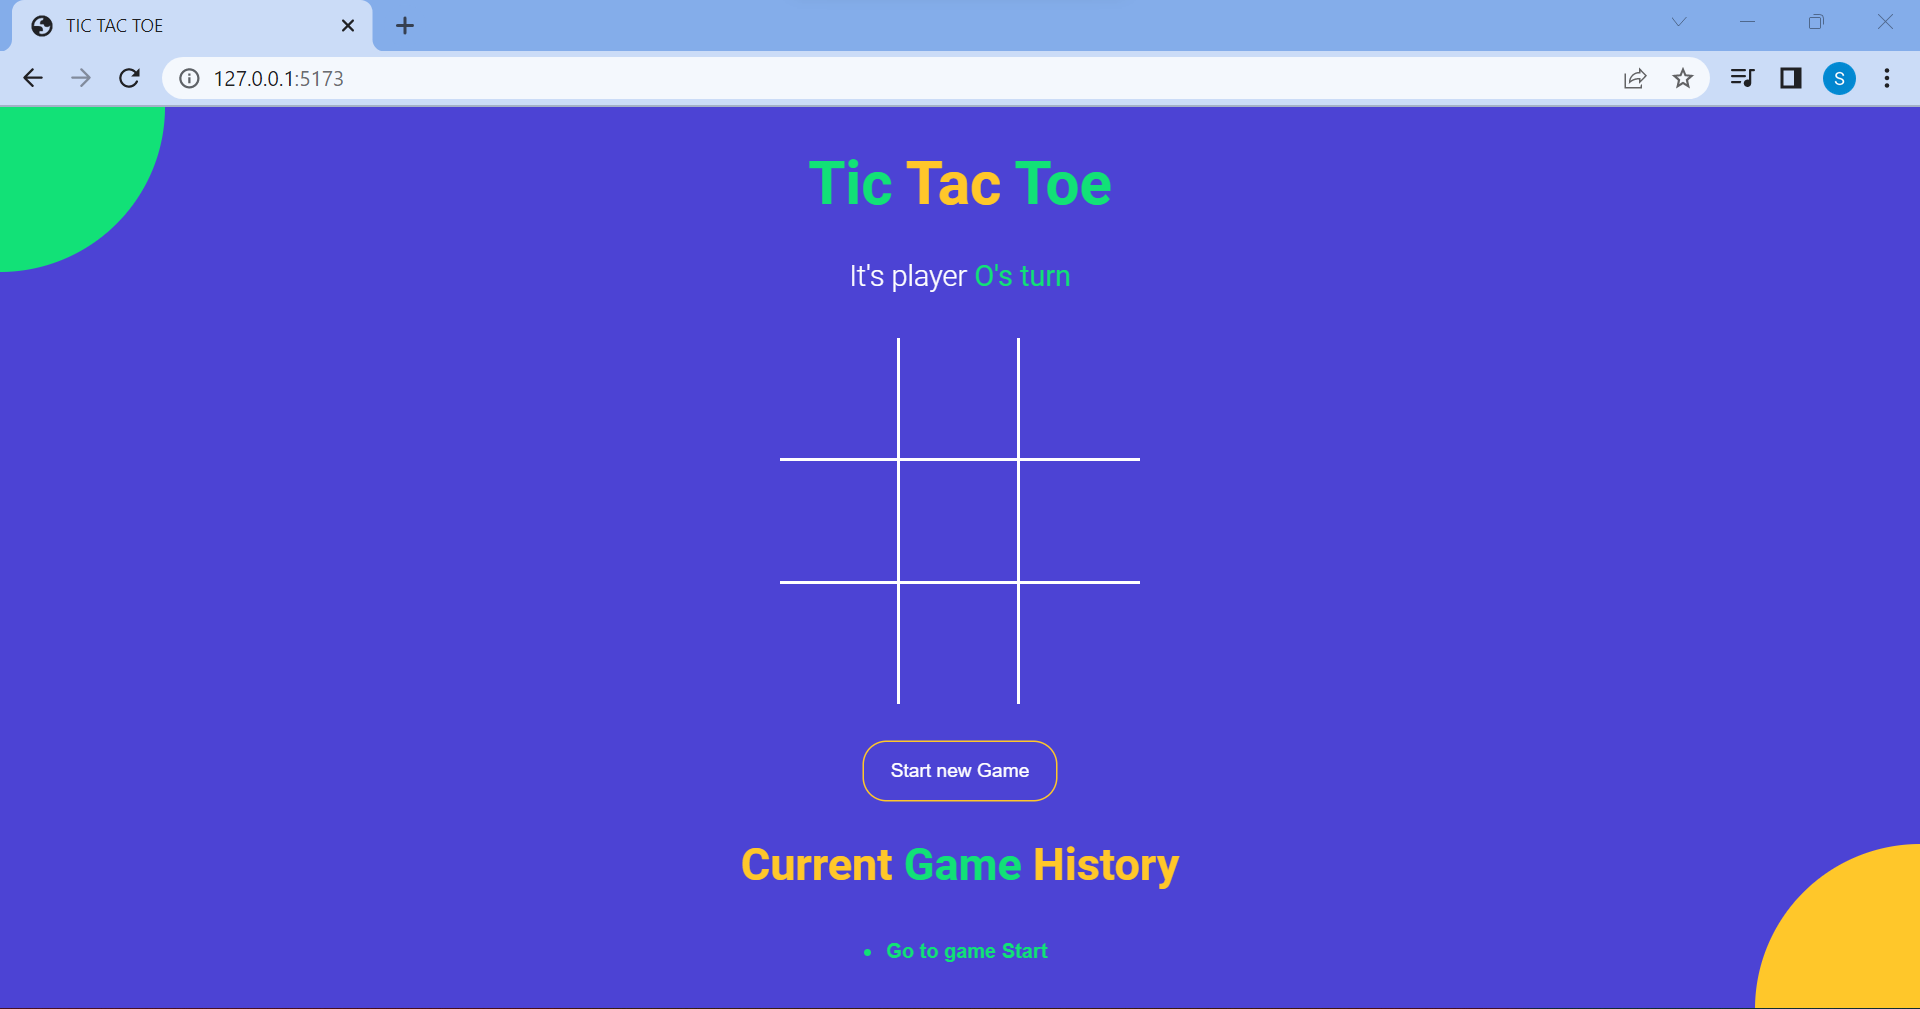 TIC TAC TOE
127.0.0.1:5173
S
Tic Tac Toe
It's player O's turn
Start new Game
Current Game History
• Go to game Start